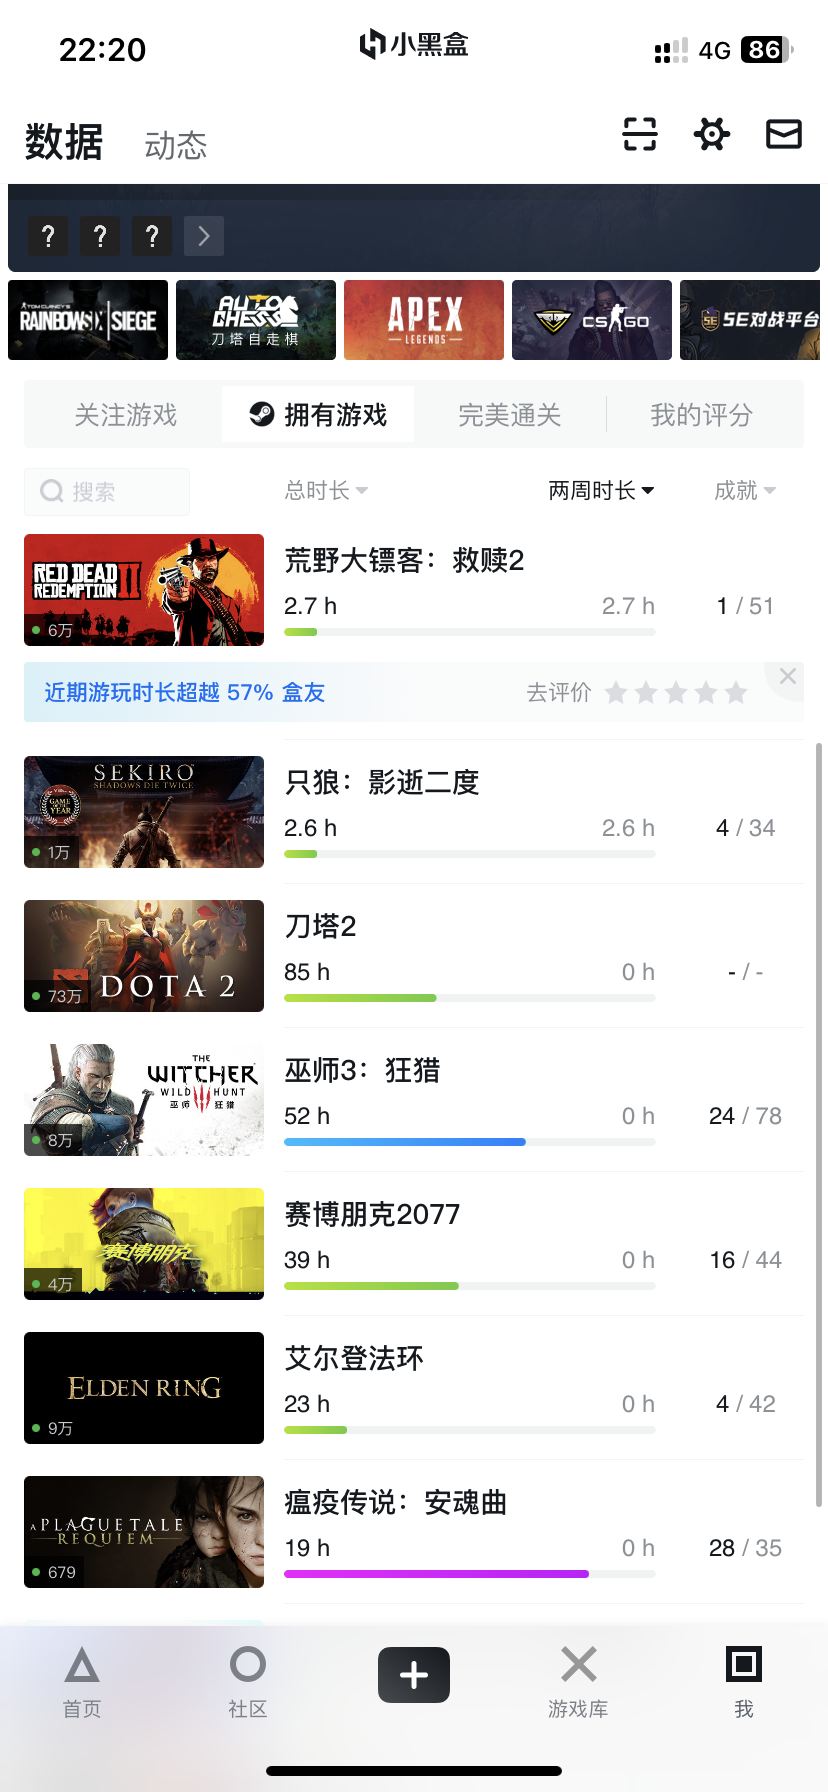 22:20
小黑盒
4G
86
数据
动态
? ? ?
TOM CLANCY'S
RAINBOW SIX | SIEGE
AUTO CHESS
刀塔自走棋
APEX
LEGENDS
CS GO
5E对战平台
关注游戏
拥有游戏
完美通关
我的评分
搜索
总时长
两周时长
成就
RED DEAD
REDEMPTION II
6万
荒野大镖客：救赎2
2.7 h
2.7 h
1 / 51
近期游玩时长超越 57% 盒友
去评价
SEKIRO
SHADOWS DIE TWICE
GAME OF THE YEAR
1万
只狼：影逝二度
2.6 h
2.6 h
4 / 34
DOTA 2
73万
刀塔2
85 h
0 h
- / -
THE
WITCHER
WILD HUNT
巫师 狂猎
8万
巫师3：狂猎
52 h
0 h
24 / 78
赛博朋克
4万
赛博朋克2077
39 h
0 h
16 / 44
ELDEN RING
9万
艾尔登法环
23 h
0 h
4 / 42
A PLAGUE TALE
REQUIEM
679
瘟疫传说：安魂曲
19 h
0 h
28 / 35
首页
社区
游戏库
我